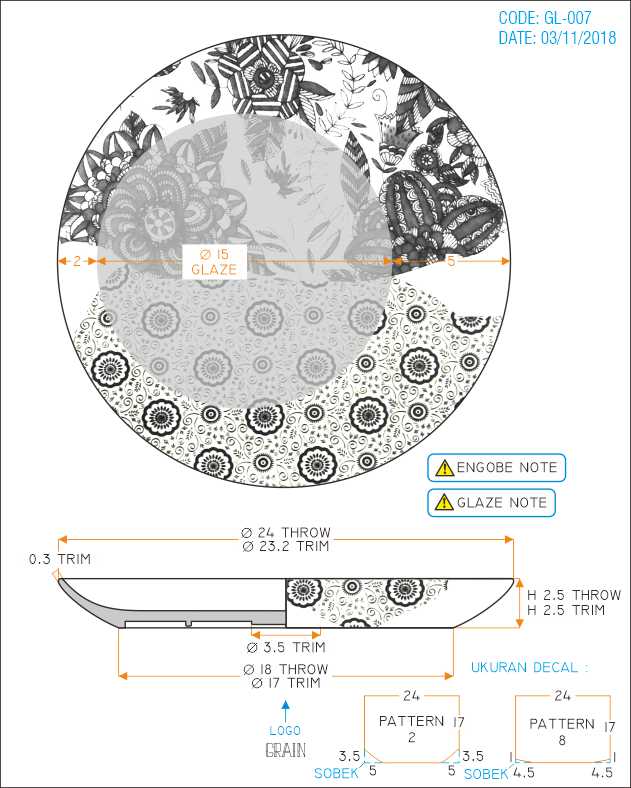 CODE: GL-007
DATE: 03/11/2018
2
Ø 15
GLAZE
5
ENGOBE NOTE
GLAZE NOTE
Ø 24 THROW
Ø 23.2 TRIM
0.3 TRIM
H 2.5 THROW
H 2.5 TRIM
Ø 3.5 TRIM
Ø 18 THROW
Ø 17 TRIM
UKURAN DECAL :
LOGO
GRAIN
24
PATTERN 17
2
3.5 3.5
SOBEK 5 5
24
PATTERN 17
8
1 1
SOBEK 4.5 4.5